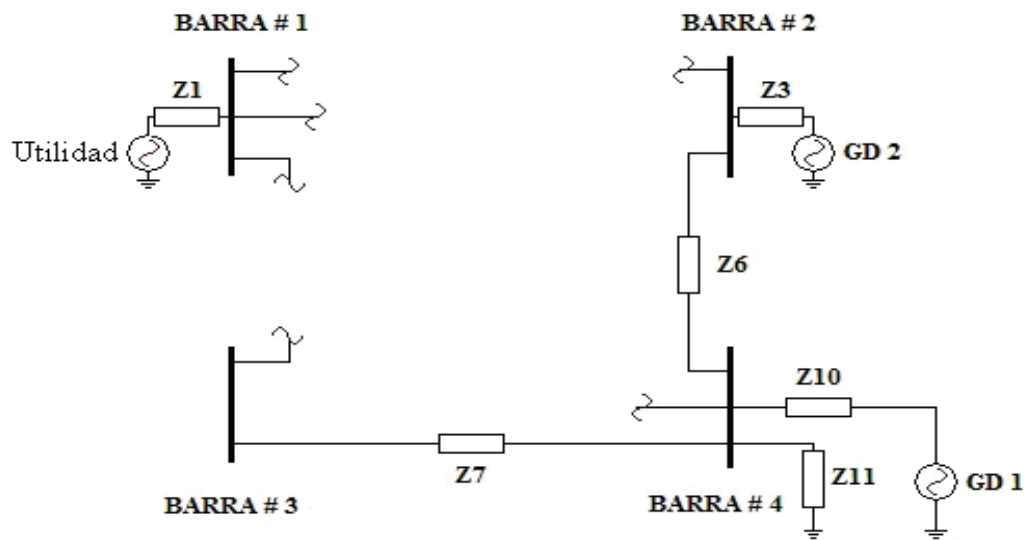 BARRA # 1
BARRA # 2
Z1
Z3
Utilidad
GD 2
Z6
Z10
Z7
Z11
GD 1
BARRA # 3
BARRA # 4